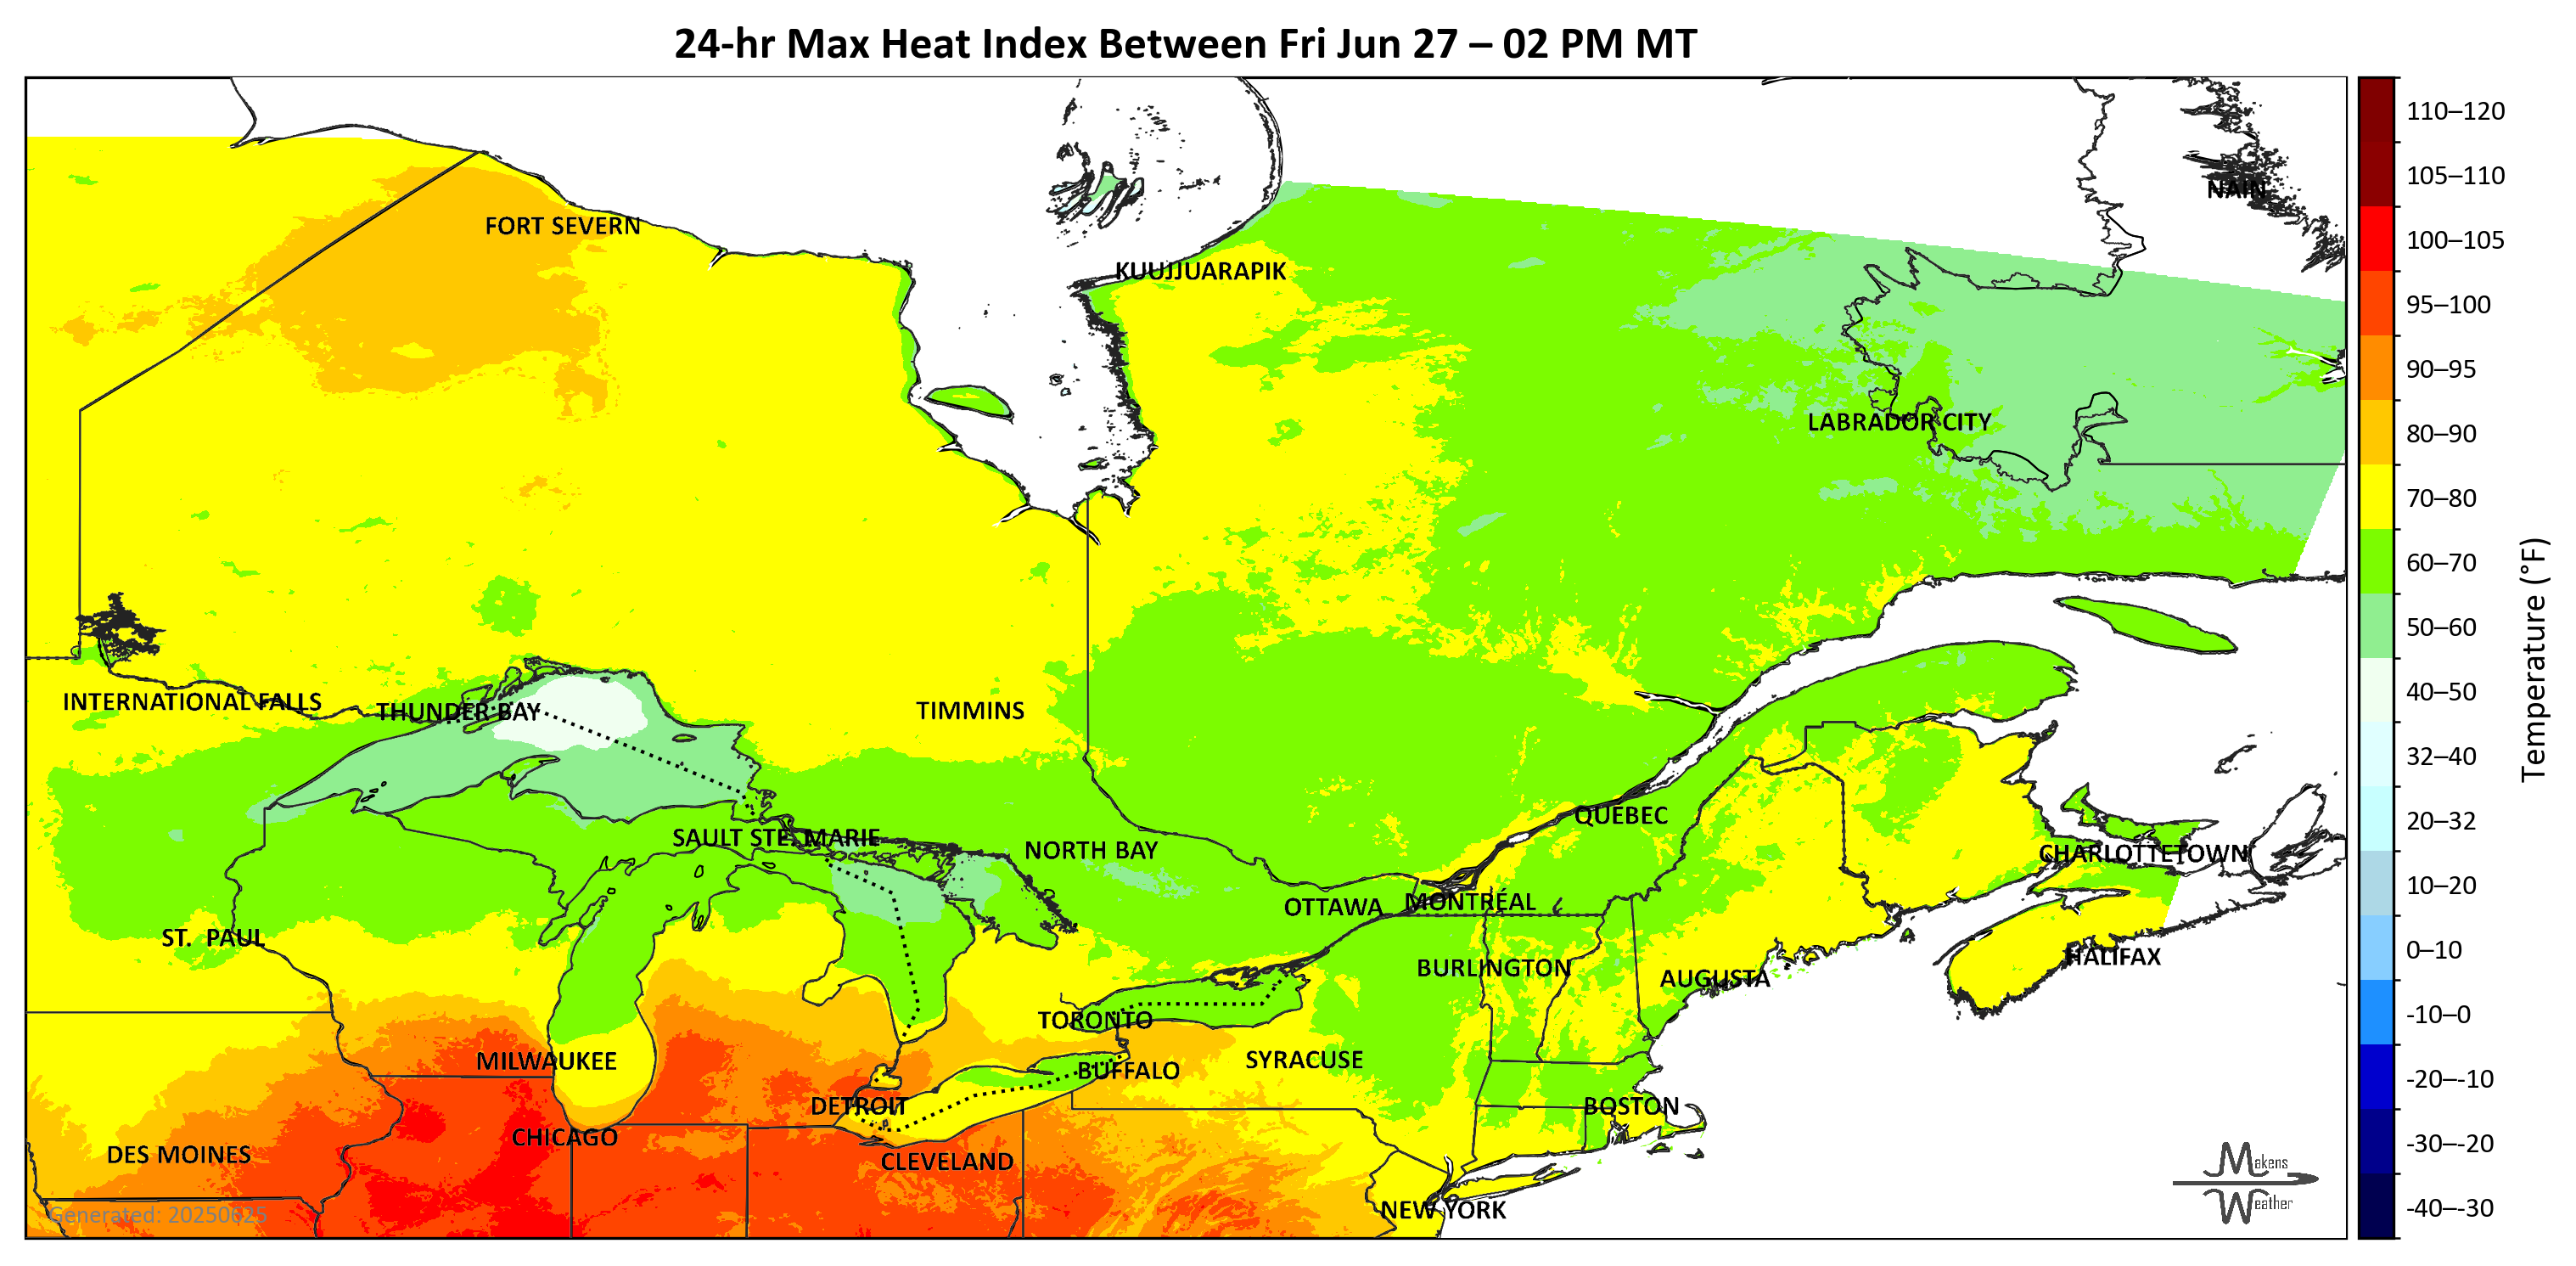 24-hr Max Heat Index Between Fri Jun 27 – 02 PM MT
110–120
105–110
NAIN
FORT SEVERN
100–105
KUUJJUARAPIK
95–100
90–95
LABRADOR CITY
80–90
70–80
60–70
Temperature (°F)
50–60
40–50
INTERNATIONAL FALLS
THUNDER BAY
TIMMINS
32–40
QUÉBEC
20–32
SAULT STE. MARIE
NORTH BAY
CHARLOTTETOWN
10–20
OTTAWA
MONTRÉAL
ST. PAUL
0–10
HALIFAX
BURLINGTON
AUGUSTA
-10–0
TORONTO
MILWAUKEE
SYRACUSE
BUFFALO
-20–-10
DETROIT
BOSTON
CHICAGO
-30–-20
DES MOINES
CLEVELAND
Makens
Weather
-40–-30
NEW YORK
Generated: 20250625